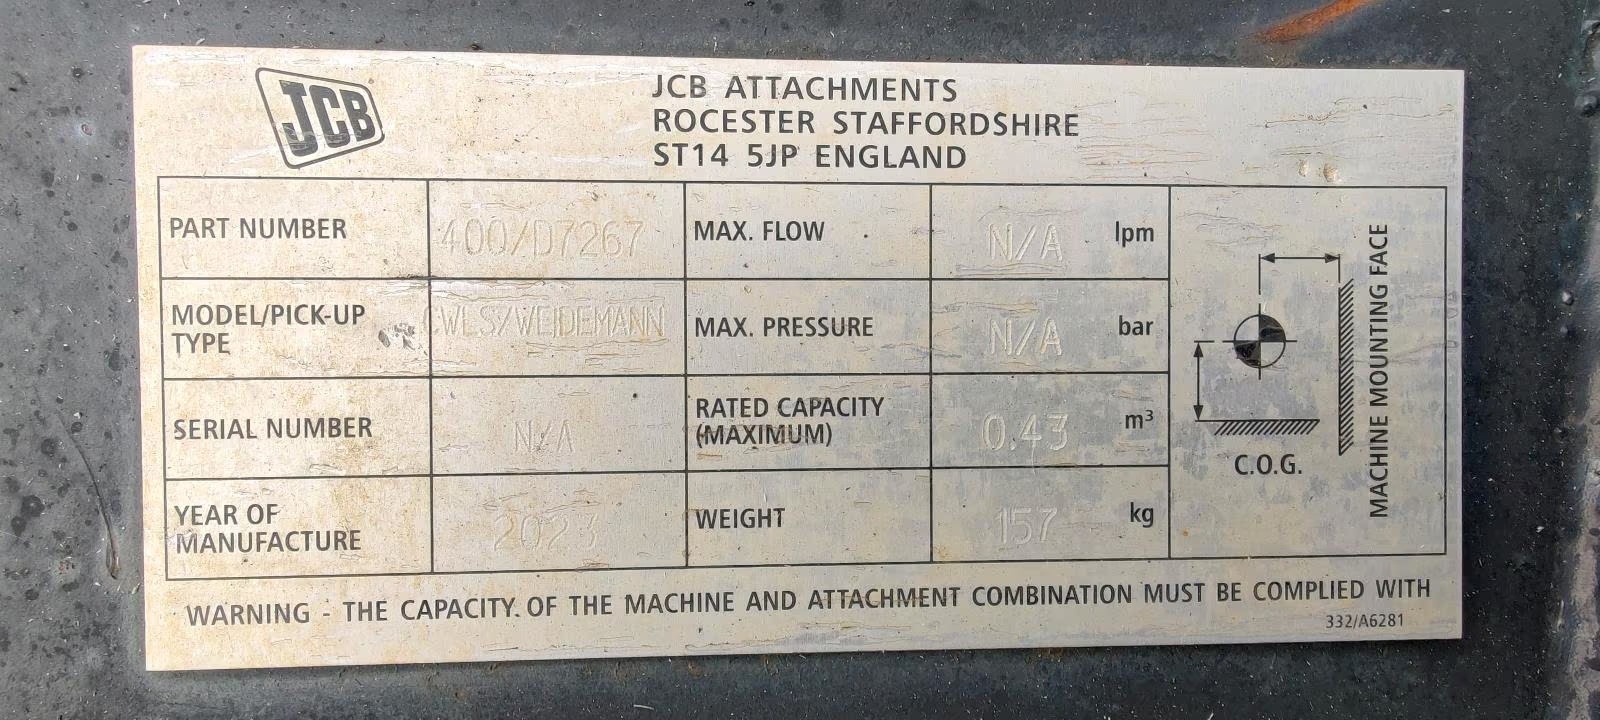 JCB
JCB ATTACHMENTS
ROCESTER STAFFORDSHIRE
ST14 5JP ENGLAND
PART NUMBER 400/D7267 MAX. FLOW N/A lpm
MODEL/PICK-UP
TYPE CWLS/WEIDEMANN MAX. PRESSURE N/A bar
SERIAL NUMBER N/A RATED CAPACITY
(MAXIMUM) 0.43 m³
YEAR OF
MANUFACTURE 2023 WEIGHT 157 kg
C.O.G.
MACHINE MOUNTING FACE
WARNING - THE CAPACITY OF THE MACHINE AND ATTACHMENT COMBINATION MUST BE COMPLIED WITH
332/A6281